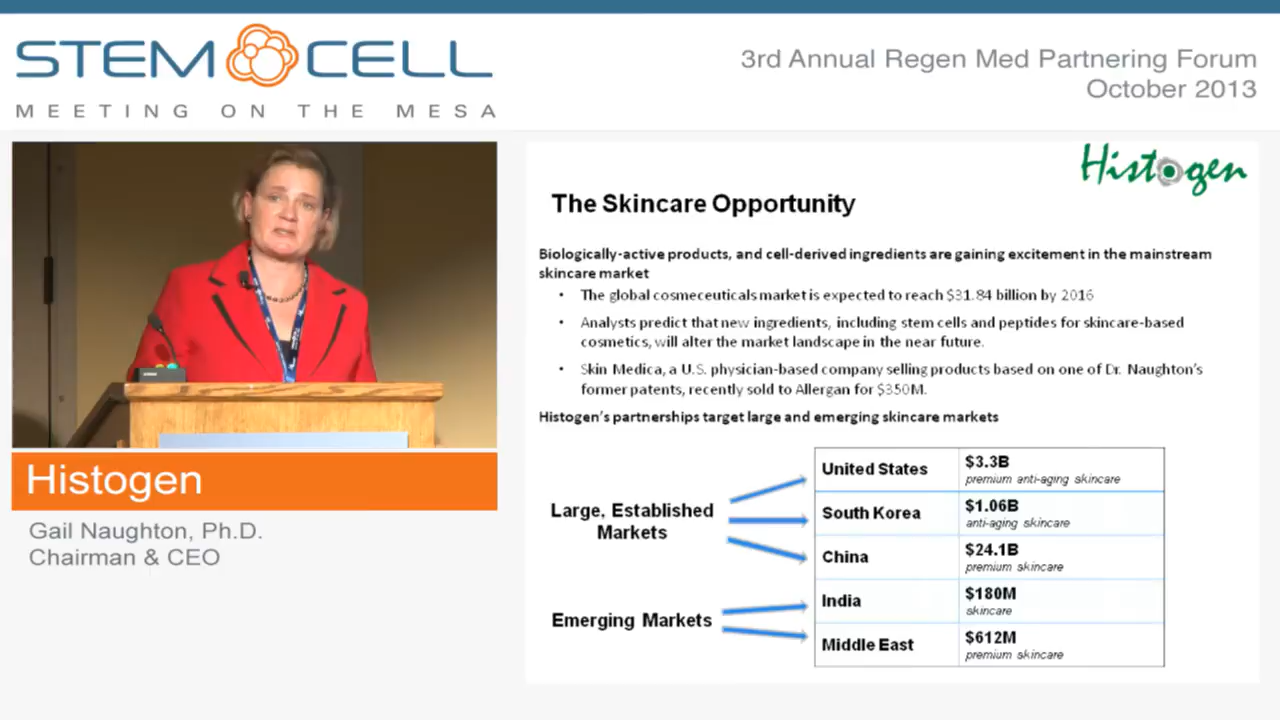 STEM CELL
MEETING ON THE MESA
3rd Annual Regen Med Partnering Forum
October 2013
Histogen
Gail Naughton, Ph.D.
Chairman & CEO
Histogen
The Skincare Opportunity
Biologically-active products, and cell-derived ingredients are gaining excitement in the mainstream
skincare market
• The global cosmeceuticals market is expected to reach $31.84 billion by 2016
• Analysts predict that new ingredients, including stem cells and peptides for skincare-based
cosmetics, will alter the market landscape in the near future.
• Skin Medica, a U.S. physician-based company selling products based on one of Dr. Naughton's
former patents, recently sold to Allergan for $350M.
Histogen's partnerships target large and emerging skincare markets
Large, Established
Markets
United States $3.3B
premium anti-aging skincare
South Korea $1.06B
anti-aging skincare
China $24.1B
premium skincare
Emerging Markets
India $180M
skincare
Middle East $612M
premium skincare